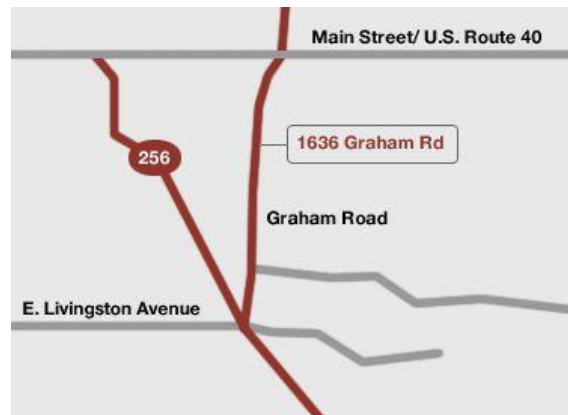 Main Street/ U.S. Route 40
1636 Graham Rd
256
Graham Road
E. Livingston Avenue